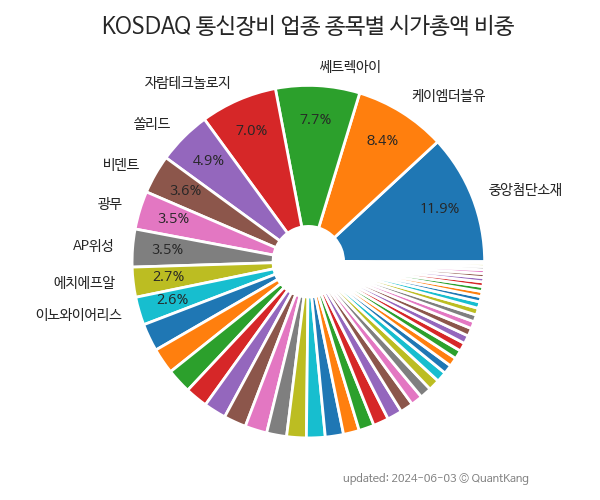 KOSDAQ 통신장비 업종 종목별 시가총액 비중
쎄트렉아이
자람테크놀로지
케이엠더블유
쏠리드
비덴트
광무
AP위성
에치에프알
이노와이어리스
중앙첨단소재
7.7%
7.0%
8.4%
4.9%
3.6%
3.5%
3.5%
2.7%
2.6%
11.9%
updated: 2024-06-03 © QuantKang